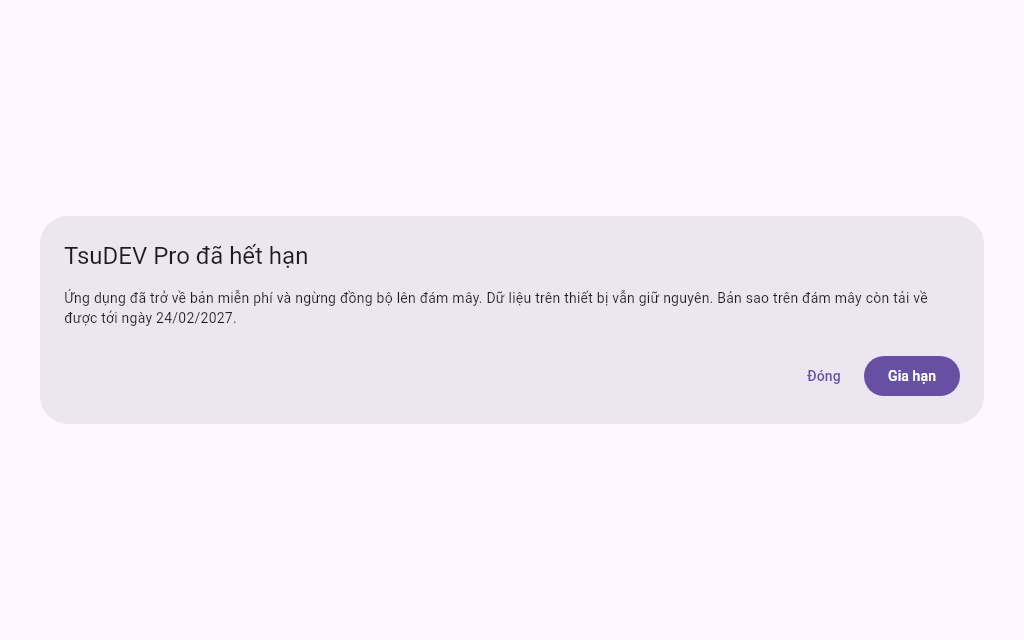 TsuDEV Pro đã hết hạn
Ứng dụng đã trở về bản miễn phí và ngừng đồng bộ lên đám mây. Dữ liệu trên thiết bị vẫn giữ nguyên. Bản sao trên đám mây còn tải về
được tới ngày 24/02/2027.
Đóng
Gia hạn